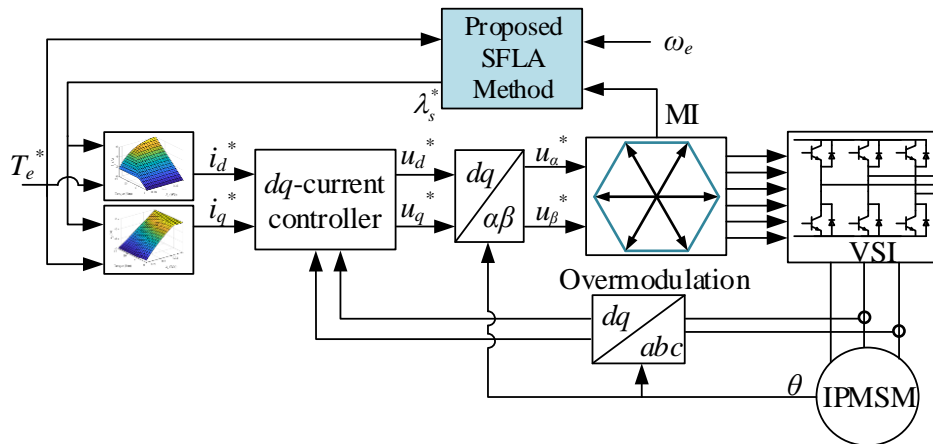 Proposed
SFLA
Method
ω_e
λ_s^*
MI
T_e^*
i_d^*
i_q^*
dq-current
controller
u_d^*
u_q^*
dq
αβ
u_α^*
u_β^*
VSI
Overmodulation
dq
abc
θ
IPMSM